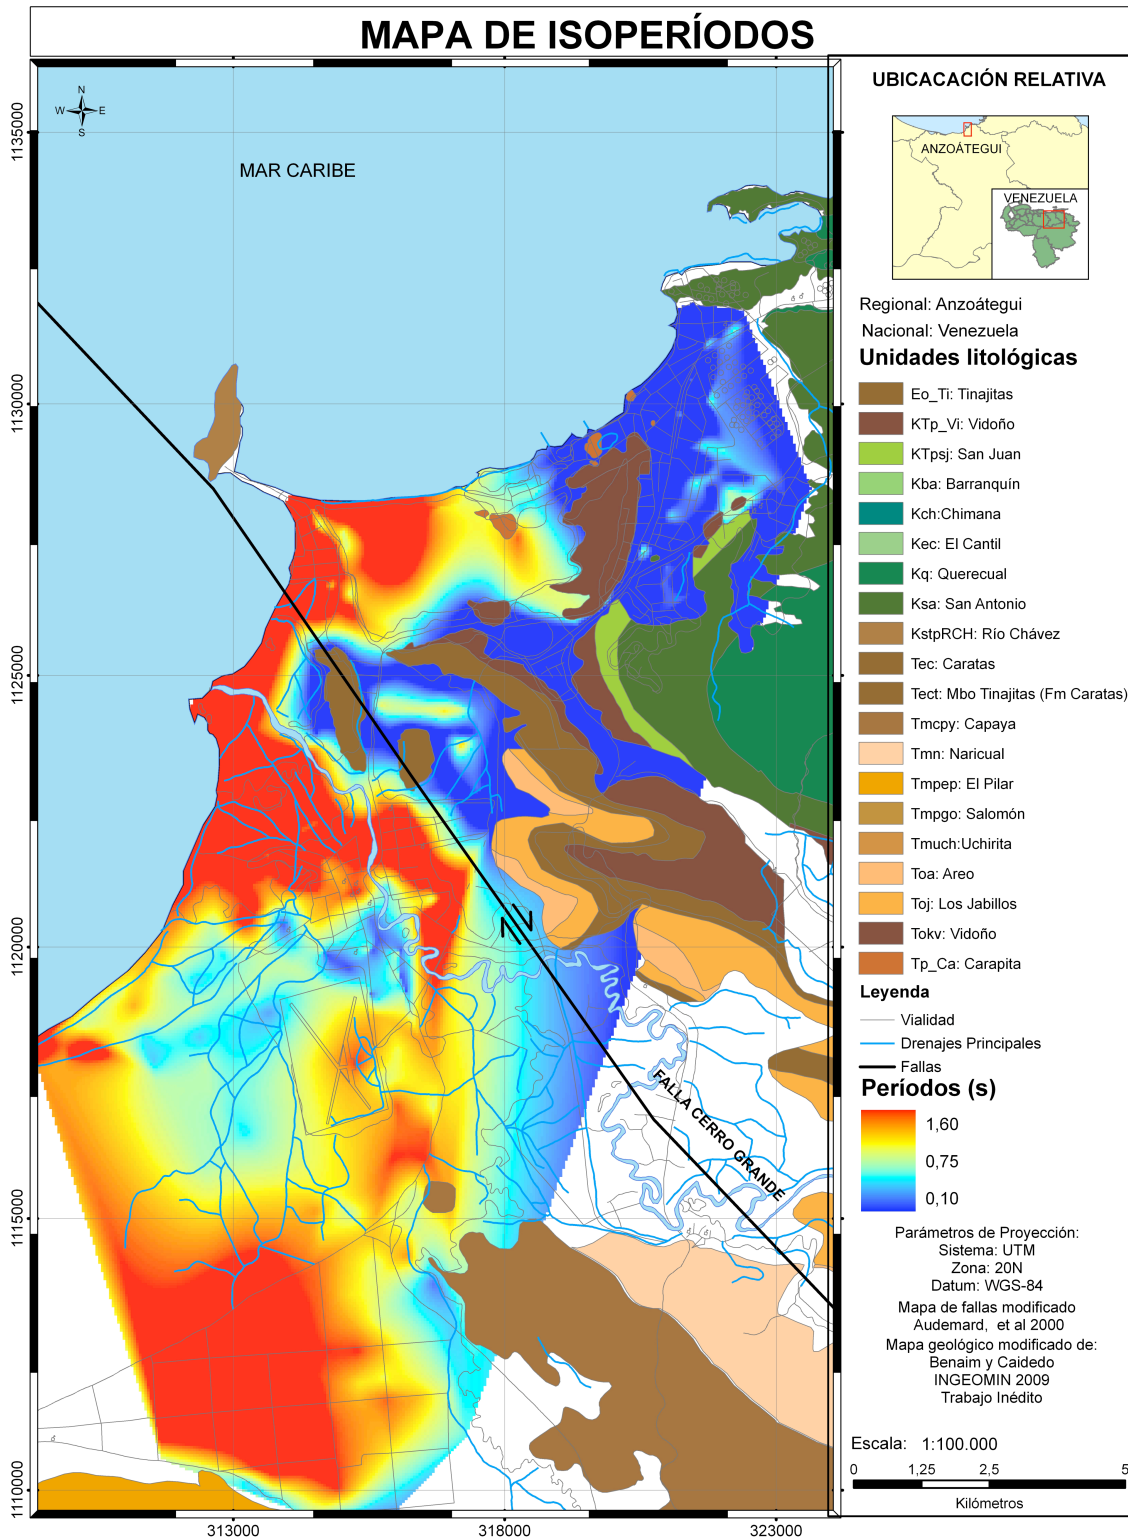 MAPA DE ISOPERÍODOS
N
W E
S
MAR CARIBE
1135000
1130000
1125000
1120000
1115000
1110000
313000
318000
323000
FALLA CERRO GRANDE
UBICACACIÓN RELATIVA
ANZOÁTEGUI
VENEZUELA
Regional: Anzoátegui
Nacional: Venezuela
Unidades litológicas
Eo_Ti: Tinajitas
KTp_Vi: Vidoño
KTpsj: San Juan
Kba: Barranquín
Kch:Chimana
Kec: El Cantil
Kq: Querecual
Ksa: San Antonio
KstpRCH: Río Chávez
Tec: Caratas
Tect: Mbo Tinajitas (Fm Caratas)
Tmcpy: Capaya
Tmn: Naricual
Tmpep: El Pilar
Tmpgo: Salomón
Tmuch:Uchirita
Toa: Areo
Toj: Los Jabillos
Tokv: Vidoño
Tp_Ca: Carapita
Leyenda
Vialidad
Drenajes Principales
Fallas
Períodos (s)
1,60
0,75
0,10
Parámetros de Proyección:
Sistema: UTM
Zona: 20N
Datum: WGS-84
Mapa de fallas modificado
Audemard, et al 2000
Mapa geológico modificado de:
Benaim y Caidedo
INGEOMIN 2009
Trabajo Inédito
Escala: 1:100.000
0 1,25 2,5 5
Kilómetros